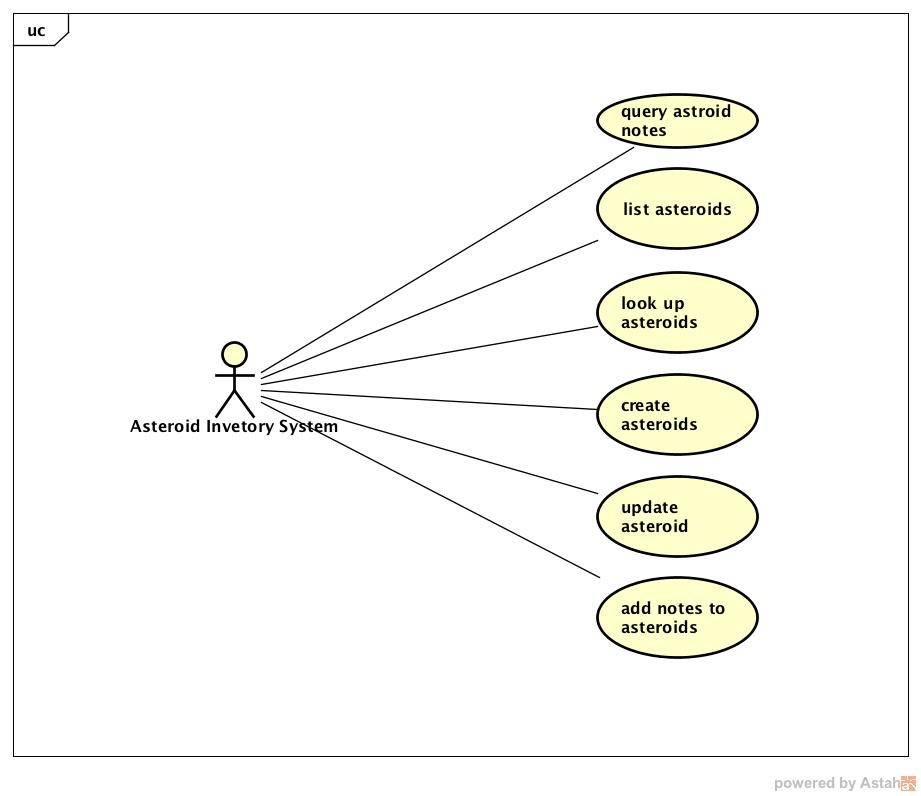 uc
query astroid
notes
list asteroids
look up
asteroids
Asteroid Invetory System
create
asteroids
update
asteroid
add notes to
asteroids
powered by Astah